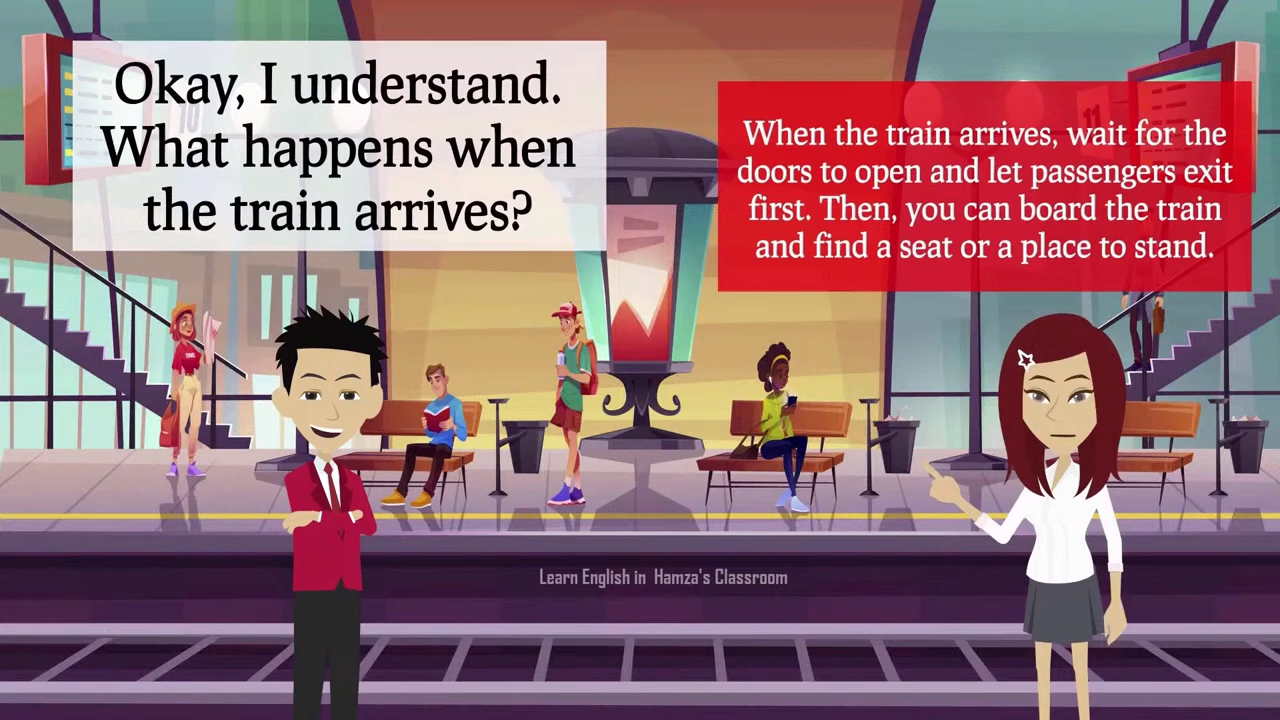 Okay, I understand.
What happens when
the train arrives?
When the train arrives, wait for the
doors to open and let passengers exit
first. Then, you can board the train
and find a seat or a place to stand.
10
11
Learn English in Hamza's Classroom